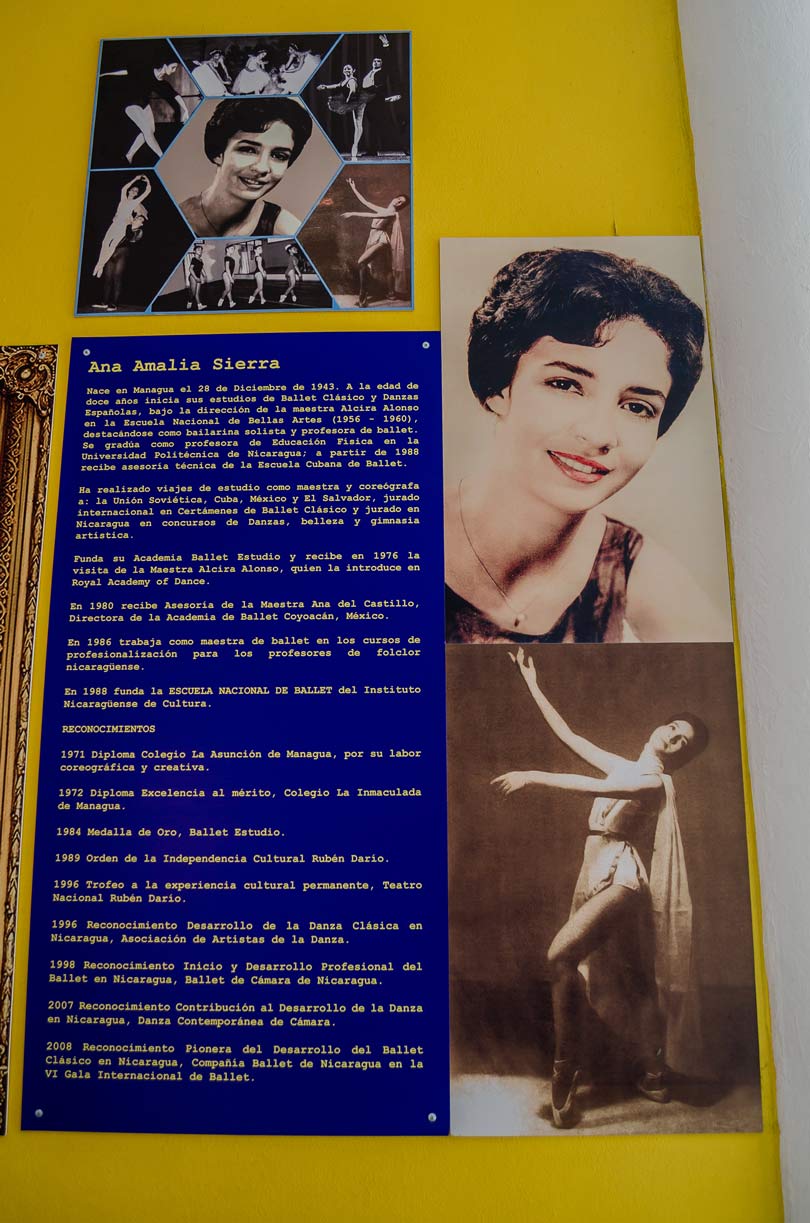 Ana Amalia Sierra
Nace en Managua el 28 de Diciembre de 1943. A la edad de
doce años inicia sus estudios de Ballet Clásico y Danzas
Españolas, bajo la dirección de la maestra Alcira Alonso
en la Escuela Nacional de Bellas Artes (1956 - 1960),
destacándose como bailarina solista y profesora de ballet.
Se gradúa como profesora de Educación Física en la
Universidad Politécnica de Nicaragua; a partir de 1988
recibe asesoría técnica de la Escuela Cubana de Ballet.
Ha realizado viajes de estudio como maestra y coreógrafa
a: la Unión Soviética, Cuba, México y El Salvador, jurado
internacional en Certámenes de Ballet Clásico y jurado en
Nicaragua en concursos de Danzas, belleza y gimnasia
artística.
Funda su Academia Ballet Estudio y recibe en 1976 la
visita de la Maestra Alcira Alonso, quien la introduce en
Royal Academy of Dance.
En 1980 recibe Asesoría de la Maestra Ana del Castillo,
Directora de la Academia de Ballet Coyoacán, México.
En 1986 trabaja como maestra de ballet en los cursos de
profesionalización para los profesores de folclor
nicaragüense.
En 1988 funda la ESCUELA NACIONAL DE BALLET del Instituto
Nicaragüense de Cultura.
RECONOCIMIENTOS
1971 Diploma Colegio La Asunción de Managua, por su labor
coreográfica y creativa.
1972 Diploma Excelencia al mérito, Colegio La Inmaculada
de Managua.
1984 Medalla de Oro, Ballet Estudio.
1989 Orden de la Independencia Cultural Rubén Darío.
1996 Trofeo a la experiencia cultural permanente, Teatro
Nacional Rubén Darío.
1996 Reconocimiento Desarrollo de la Danza Clásica en
Nicaragua, Asociación de Artistas de la Danza.
1998 Reconocimiento Inicio y Desarrollo Profesional del
Ballet en Nicaragua, Ballet de Cámara de Nicaragua.
2007 Reconocimiento Contribución al Desarrollo de la Danza
en Nicaragua, Danza Contemporánea de Cámara.
2008 Reconocimiento Pionera del Desarrollo del Ballet
Clásico en Nicaragua, Compañía Ballet de Nicaragua en la
VI Gala Internacional de Ballet.